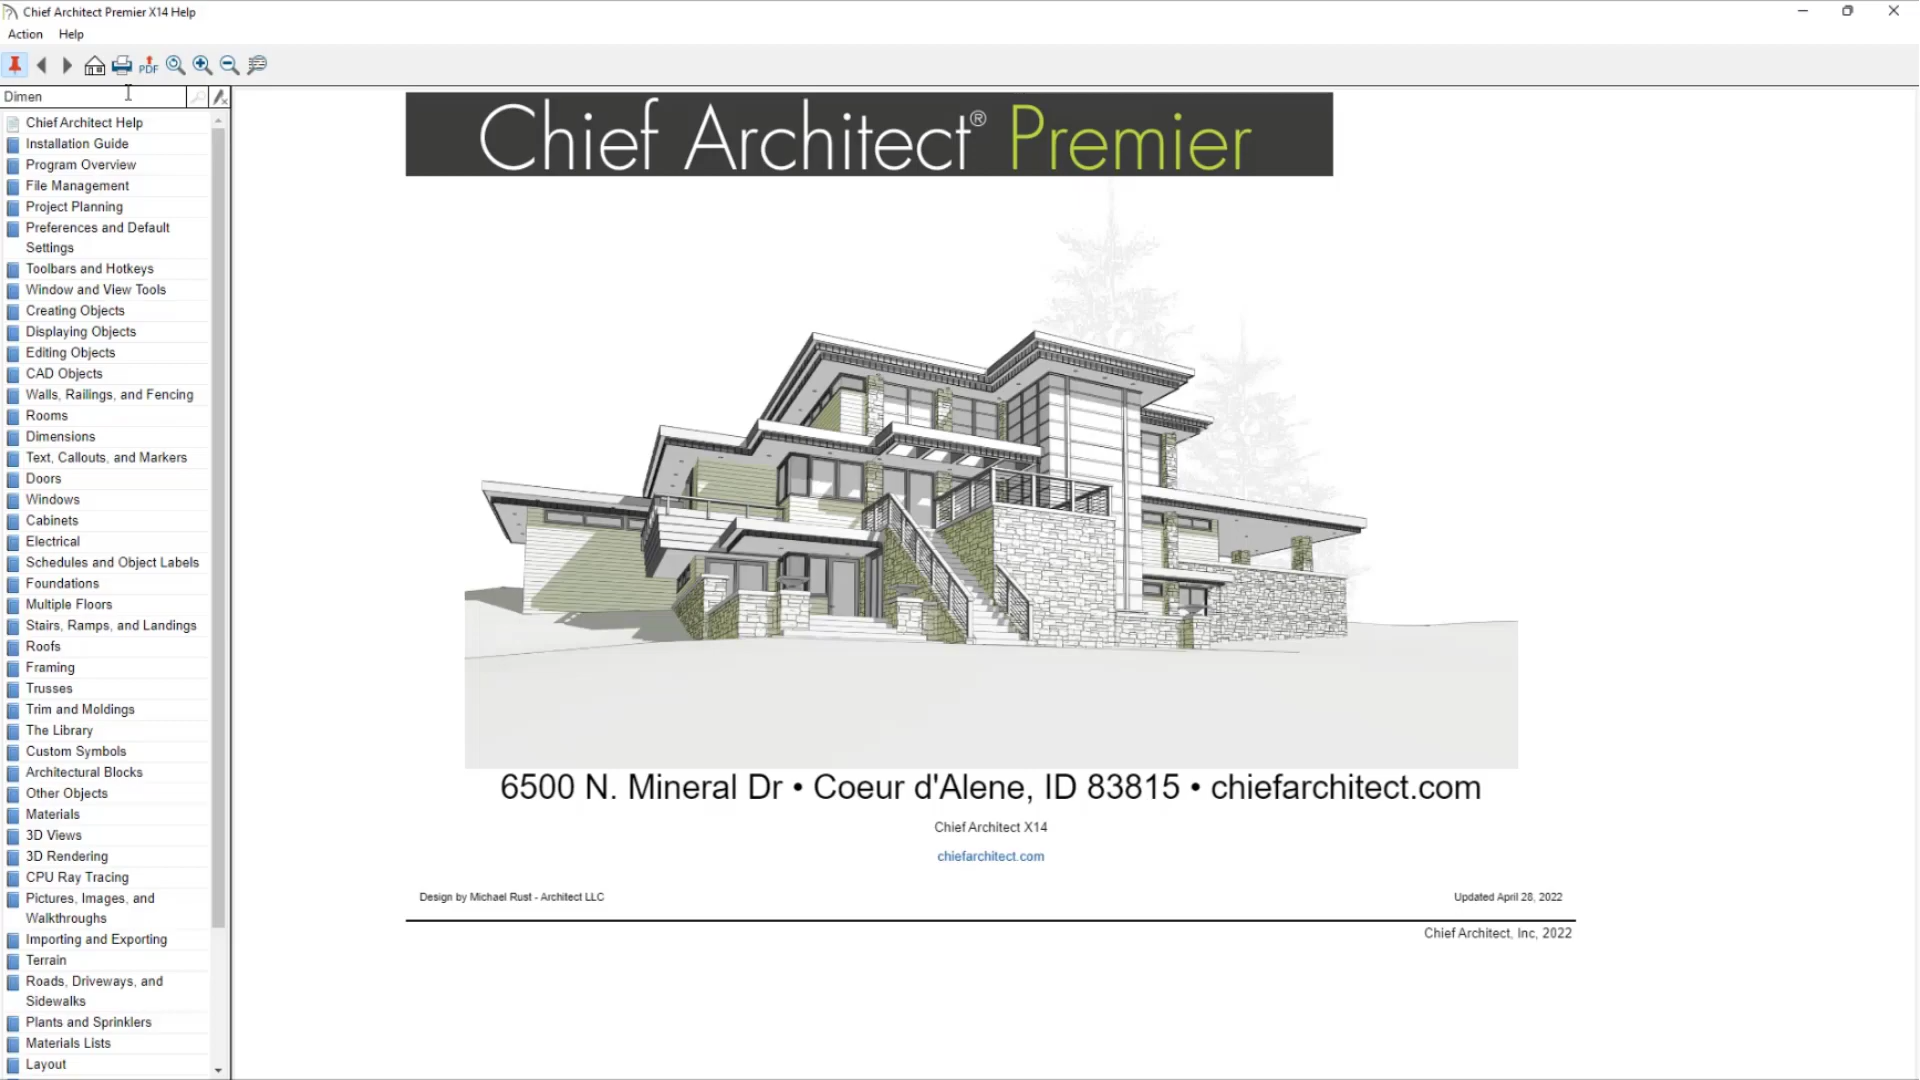 Chief Architect Premier X14 Help
Action Help
PDF
Dimen
Chief Architect Help
Installation Guide
Program Overview
File Management
Project Planning
Preferences and Default
Settings
Toolbars and Hotkeys
Window and View Tools
Creating Objects
Displaying Objects
Editing Objects
CAD Objects
Walls, Railings, and Fencing
Rooms
Dimensions
Text, Callouts, and Markers
Doors
Windows
Cabinets
Electrical
Schedules and Object Labels
Foundations
Multiple Floors
Stairs, Ramps, and Landings
Roofs
Framing
Trusses
Trim and Moldings
The Library
Custom Symbols
Architectural Blocks
Other Objects
Materials
3D Views
3D Rendering
CPU Ray Tracing
Pictures, Images, and
Walkthroughs
Importing and Exporting
Terrain
Roads, Driveways, and
Sidewalks
Plants and Sprinklers
Materials Lists
Layout
Chief Architect® Premier
6500 N. Mineral Dr • Coeur d'Alene, ID 83815 • chiefarchitect.com
Chief Architect X14
chiefarchitect.com
Design by Michael Rust - Architect LLC
Updated April 28, 2022
Chief Architect, Inc, 2022